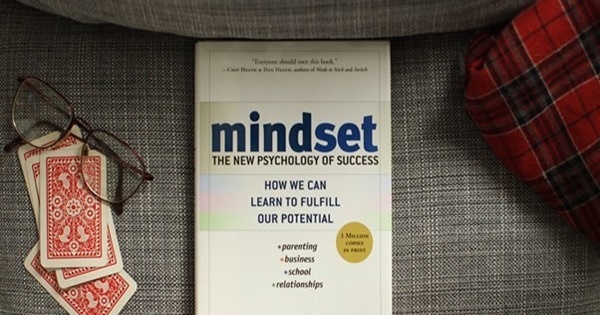 "Everyone should own this book."
—Chip Heath & Dan Heath, authors of Made to Stick and Switch
mindset
THE NEW PSYCHOLOGY OF SUCCESS
HOW WE CAN
LEARN TO FULFILL
OUR POTENTIAL
1 MILLION
COPIES
IN PRINT
*parenting
*business
*school
*relationships